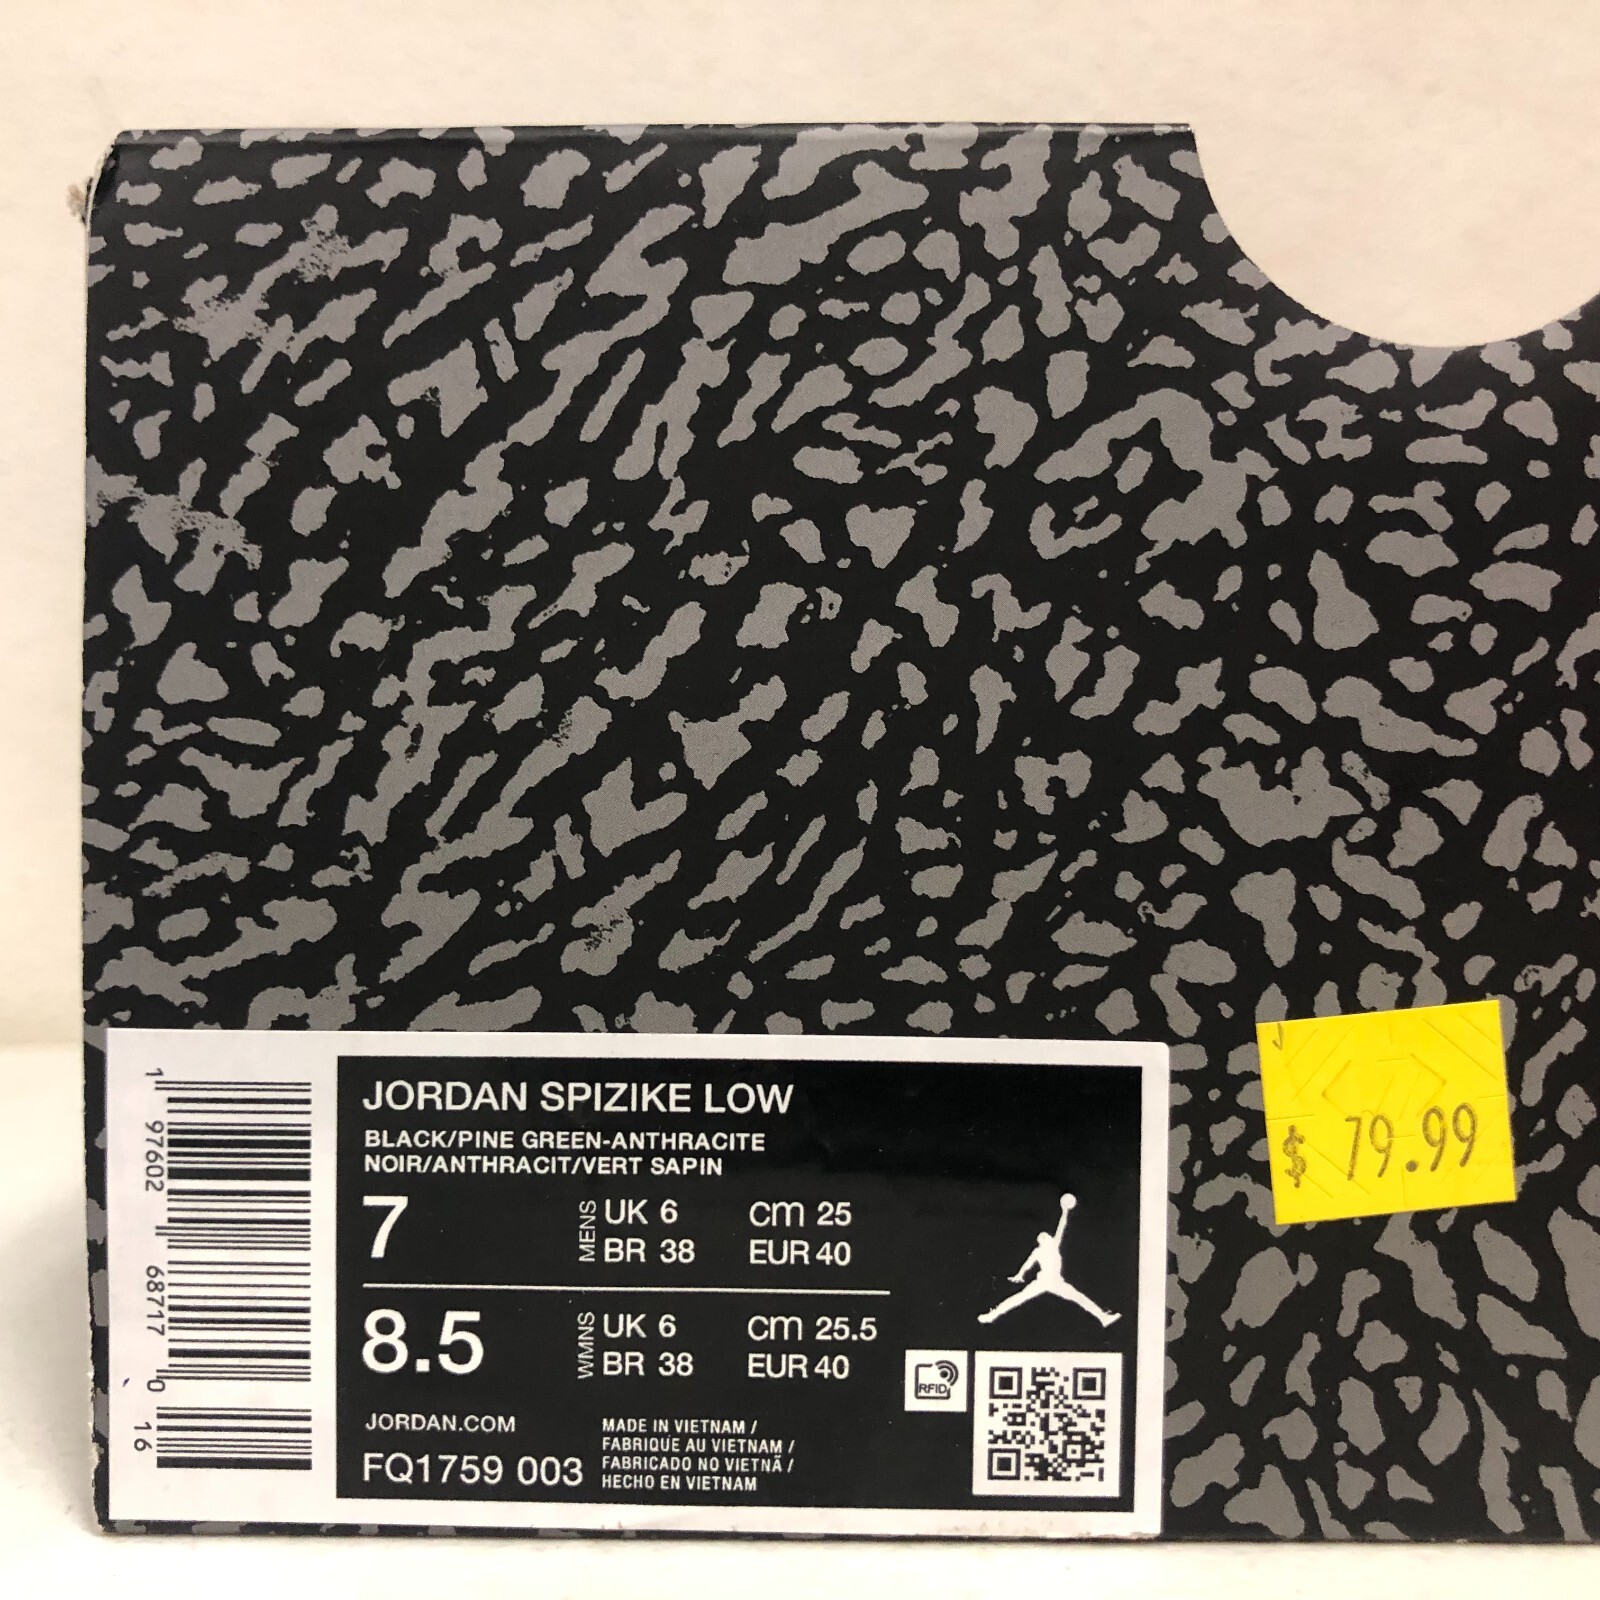 JORDAN SPIZIKE LOW
BLACK/PINE GREEN-ANTHRACITE
NOIR/ANTHRACIT/VERT SAPIN
7 MENS UK 6 cm 25
BR 38 EUR 40
8.5 WMNS UK 6 cm 25.5
BR 38 EUR 40
JORDAN.COM
FQ1759 003
MADE IN VIETNAM /
FABRIQUÉ AU VIETNAM /
FABRICADO NO VIETNÃ /
HECHO EN VIETNAM
RFID
1 97602 68717 0 16
$ 79.99